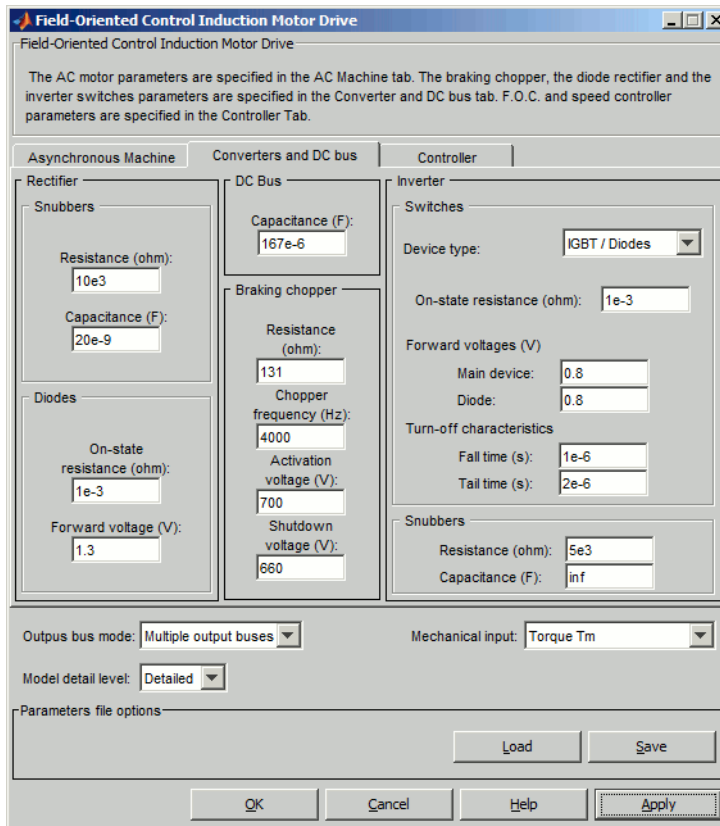 Field-Oriented Control Induction Motor Drive
Field-Oriented Control Induction Motor Drive
The AC motor parameters are specified in the AC Machine tab. The braking chopper, the diode rectifier and the
inverter switches parameters are specified in the Converter and DC bus tab. F.O.C. and speed controller
parameters are specified in the Controller Tab.
Asynchronous Machine
Converters and DC bus
Controller
Rectifier
Snubbers
Resistance (ohm):
10e3
Capacitance (F):
20e-9
Diodes
On-state
resistance (ohm):
1e-3
Forward voltage (V):
1.3
DC Bus
Capacitance (F):
167e-6
Braking chopper
Resistance
(ohm):
131
Chopper
frequency (Hz):
4000
Activation
voltage (V):
700
Shutdown
voltage (V):
660
Inverter
Switches
Device type:
IGBT / Diodes
On-state resistance (ohm):
1e-3
Forward voltages (V)
Main device:
0.8
Diode:
0.8
Turn-off characteristics
Fall time (s):
1e-6
Tail time (s):
2e-6
Snubbers
Resistance (ohm):
5e3
Capacitance (F):
inf
Outpus bus mode:
Multiple output buses
Mechanical input:
Torque Tm
Model detail level:
Detailed
Parameters file options
Load
Save
OK
Cancel
Help
Apply